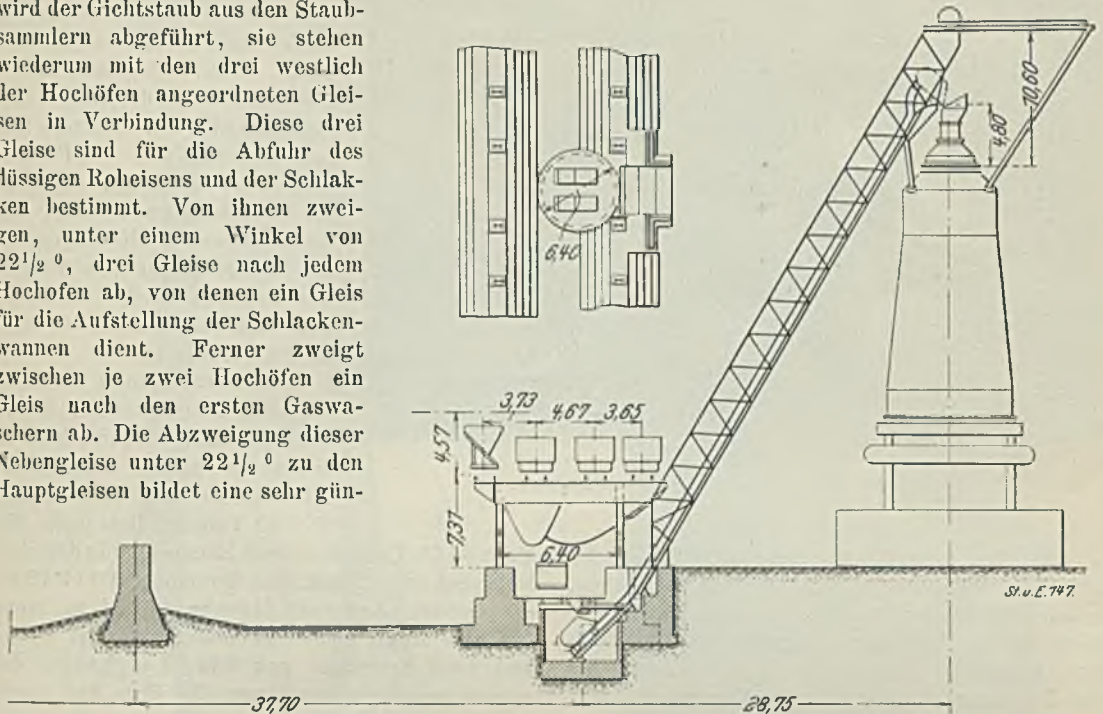 wird der Gichtstaub aus den Staub-
sammlern abgeführt, sie stehen
wiederum mit den drei westlich
der Hochöfen angeordneten Glei-
sen in Verbindung. Diese drei
Gleise sind für die Abfuhr des
flüssigen Roheisens und der Schlak-
ken bestimmt. Von ihnen zwei-
gen, unter einem Winkel von
22 1/2 °, drei Gleise nach jedem
Hochofen ab, von denen ein Gleis
für die Aufstellung der Schlacken-
wannen dient. Ferner zweigt
zwischen je zwei Hochöfen ein
Gleis nach den ersten Gaswa-
schern ab. Die Abzweigung dieser
Nebengleise unter 22 1/2 ° zu den
Hauptgleisen bildet eine sehr gün-
6,40
10,60
4,80
3,73 4,67 3,65
4,57
7,37
6,40
St.u.E. 747.
37,70 28,75